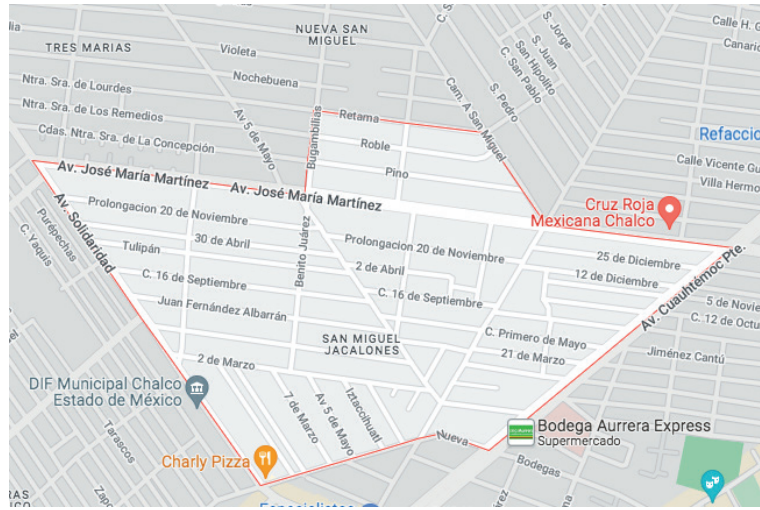 C. S
S. Jorge
Calle H. G
NUEVA SAN
MIGUEL
Canario
TRES MARIAS
Violeta
S. Juan
San Hipolito
C. San Pablo
Nochebuena
Cam. A San Miguel
Ntra. Sra. de Lourdes
S. Pedro
Av 5 de Mayo
Bugambilias
Retama
Ntra. Sra. de Los Remedios
Refaccio
Roble
Cdas. Ntra. Sra. de La Concepción
Calle Vicente Gu
Pino
Villa Hermo
Av. José María Martínez
Av. José María Martínez
Cruz Roja
Mexicana Chalco
Av. Solidaridad
Prolongacion 20 de Noviembre
Purépechas
C. Yaquis
30 de Abril
Benito Juárez
Prolongacion 20 de Noviembre
Tulipán
25 de Diciembre
Av. Cuauhtémoc Pte.
2 de Abril
12 de Diciembre
C. 16 de Septiembre
C. 16 de Septiembre
5 de Novie
Juan Fernández Albarrán
C. 12 de Octu
C. Primero de Mayo
SAN MIGUEL
JACALONES
21 de Marzo
Jiménez Cantú
2 de Marzo
DIF Municipal Chalco
Estado de México
7 de Marzo
Av 5 de Mayo
Iztaccihuatl
Nueva
Bodega Aurrera Express
Supermercado
Tarascos
Charly Pizza
Bodegas
Zapo
RAS
CO
Especialistas